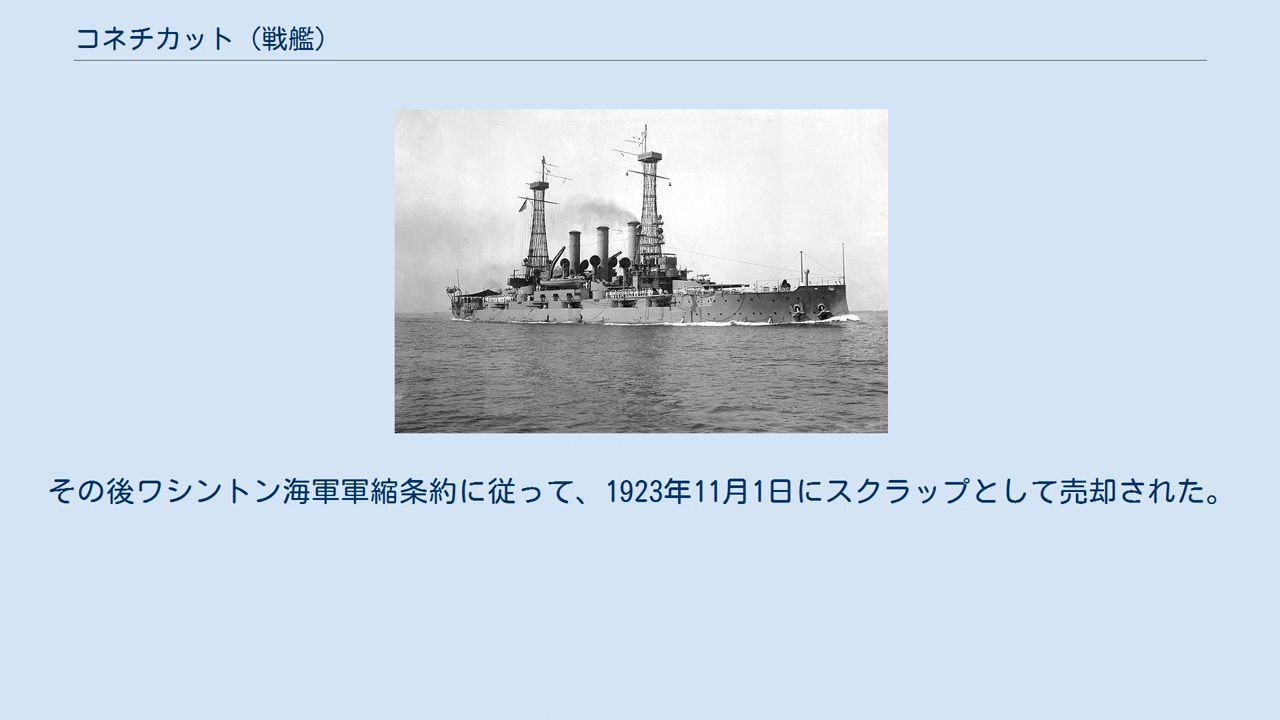 コネチカット（戦艦）
その後ワシントン海軍軍縮条約に従って、1923年11月1日にスクラップとして売却された。